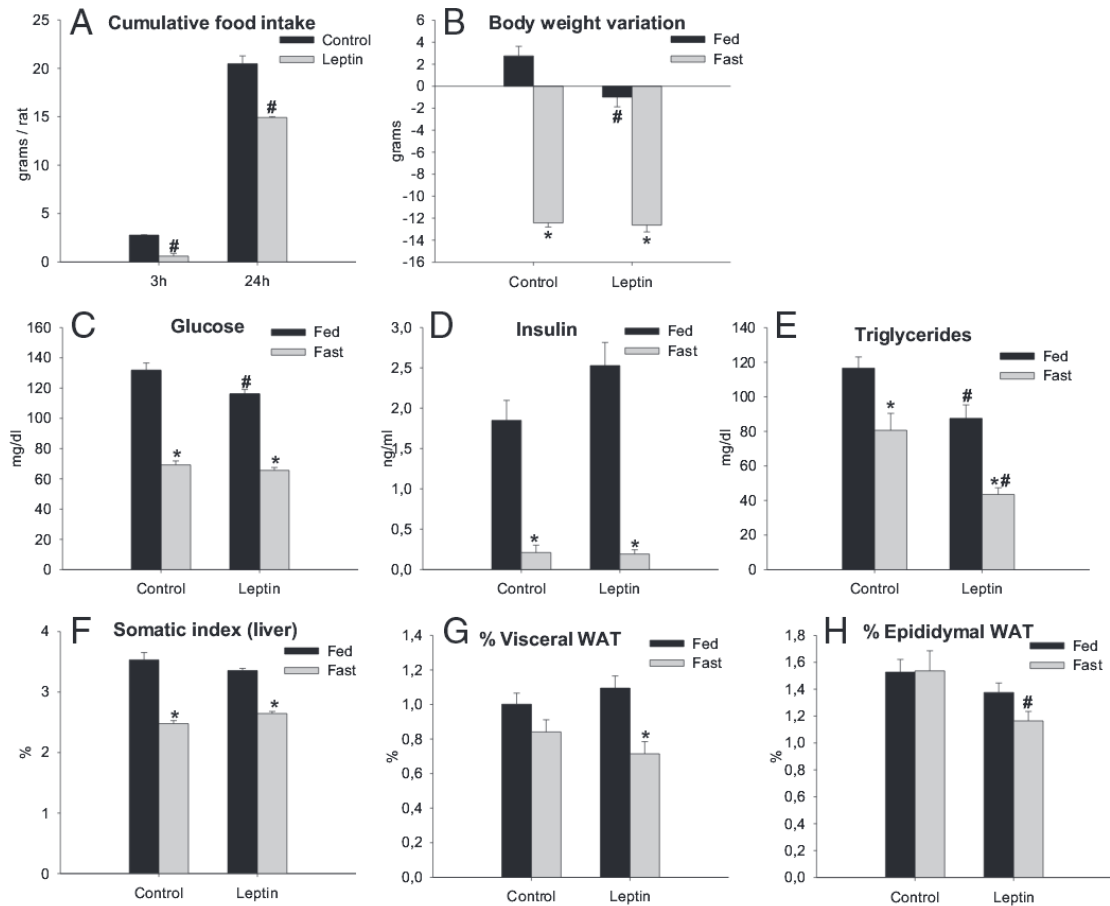 A Cumulative food intake
25
20
15
10
5
0
grams / rat
Control
Leptin
#
#
3h 24h
B Body weight variation
6
4
2
0
-2
-4
-6
-8
-10
-12
-14
-16
grams
Fed
Fast
#
* *
Control Leptin
C Glucose
160
140
120
100
80
60
40
20
0
mg/dl
Fed
Fast
#
* *
Control Leptin
D Insulin
3,0
2,5
2,0
1,5
1,0
0,5
0,0
ng/ml
Fed
Fast
* *
Control Leptin
E Triglycerides
140
120
100
80
60
40
20
0
mg/dl
Fed
Fast
* #
*#
Control Leptin
F Somatic index (liver)
4
3
2
1
0
%
Fed
Fast
* *
Control Leptin
G % Visceral WAT
1,4
1,2
1,0
0,8
0,6
0,4
0,2
0,0
%
Fed
Fast
*
Control Leptin
H % Epididymal WAT
1,8
1,6
1,4
1,2
1,0
0,8
0,6
0,4
0,2
0,0
%
Fed
Fast
#
Control Leptin